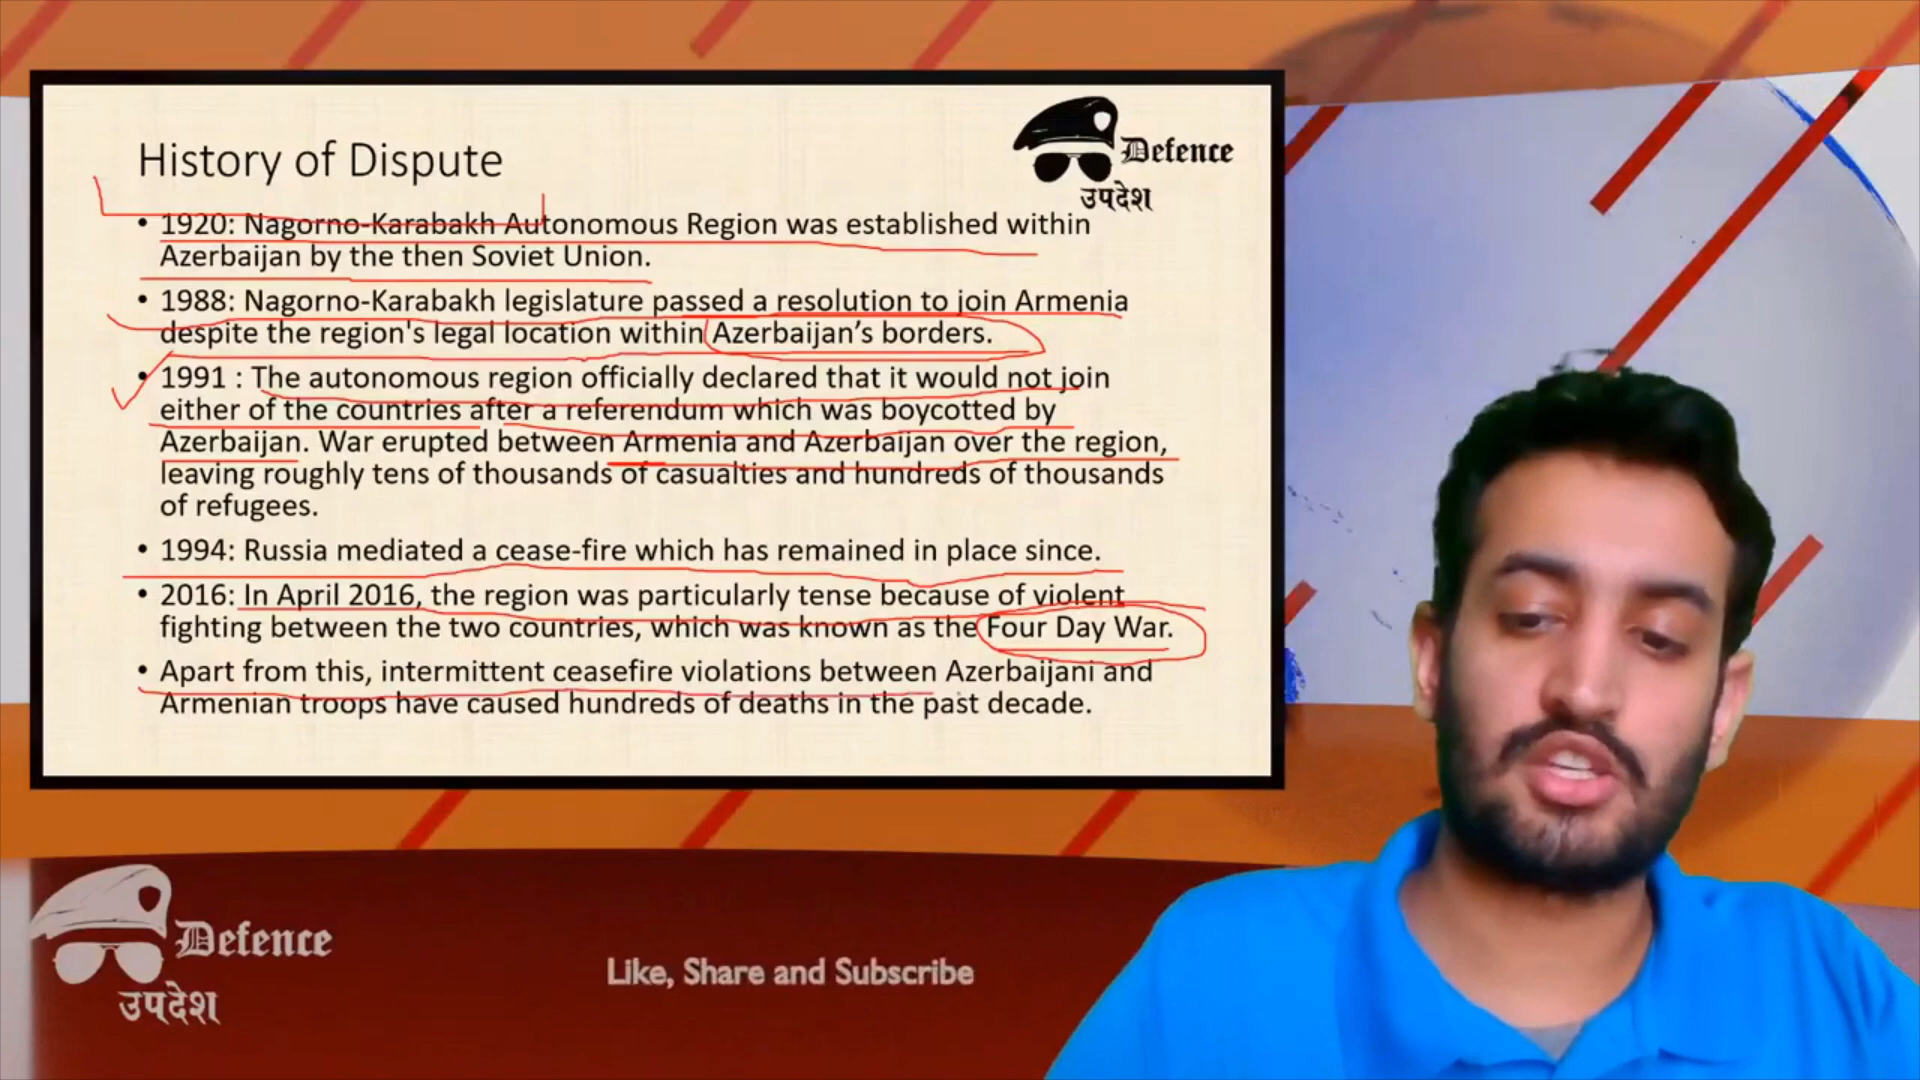 History of Dispute
Defence
उपदेश
• 1920: Nagorno-Karabakh Autonomous Region was established within
Azerbaijan by the then Soviet Union.
• 1988: Nagorno-Karabakh legislature passed a resolution to join Armenia
despite the region's legal location within Azerbaijan’s borders.
• 1991 : The autonomous region officially declared that it would not join
either of the countries after a referendum which was boycotted by
Azerbaijan. War erupted between Armenia and Azerbaijan over the region,
leaving roughly tens of thousands of casualties and hundreds of thousands
of refugees.
• 1994: Russia mediated a cease-fire which has remained in place since.
• 2016: In April 2016, the region was particularly tense because of violent
fighting between the two countries, which was known as the Four Day War.
• Apart from this, intermittent ceasefire violations between Azerbaijani and
Armenian troops have caused hundreds of deaths in the past decade.
Defence
उपदेश
Like, Share and Subscribe